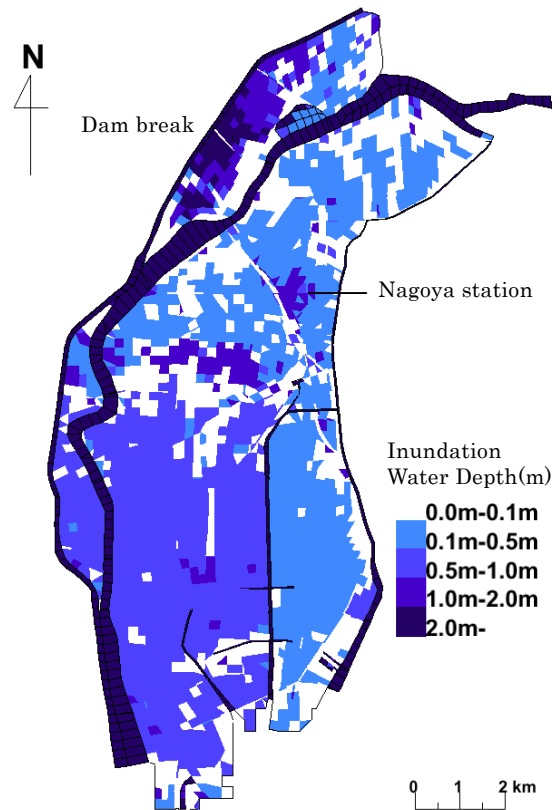 N
Dam break
Nagoya station
Inundation
Water Depth(m)
0.0m-0.1m
0.1m-0.5m
0.5m-1.0m
1.0m-2.0m
2.0m-
0 1 2 km